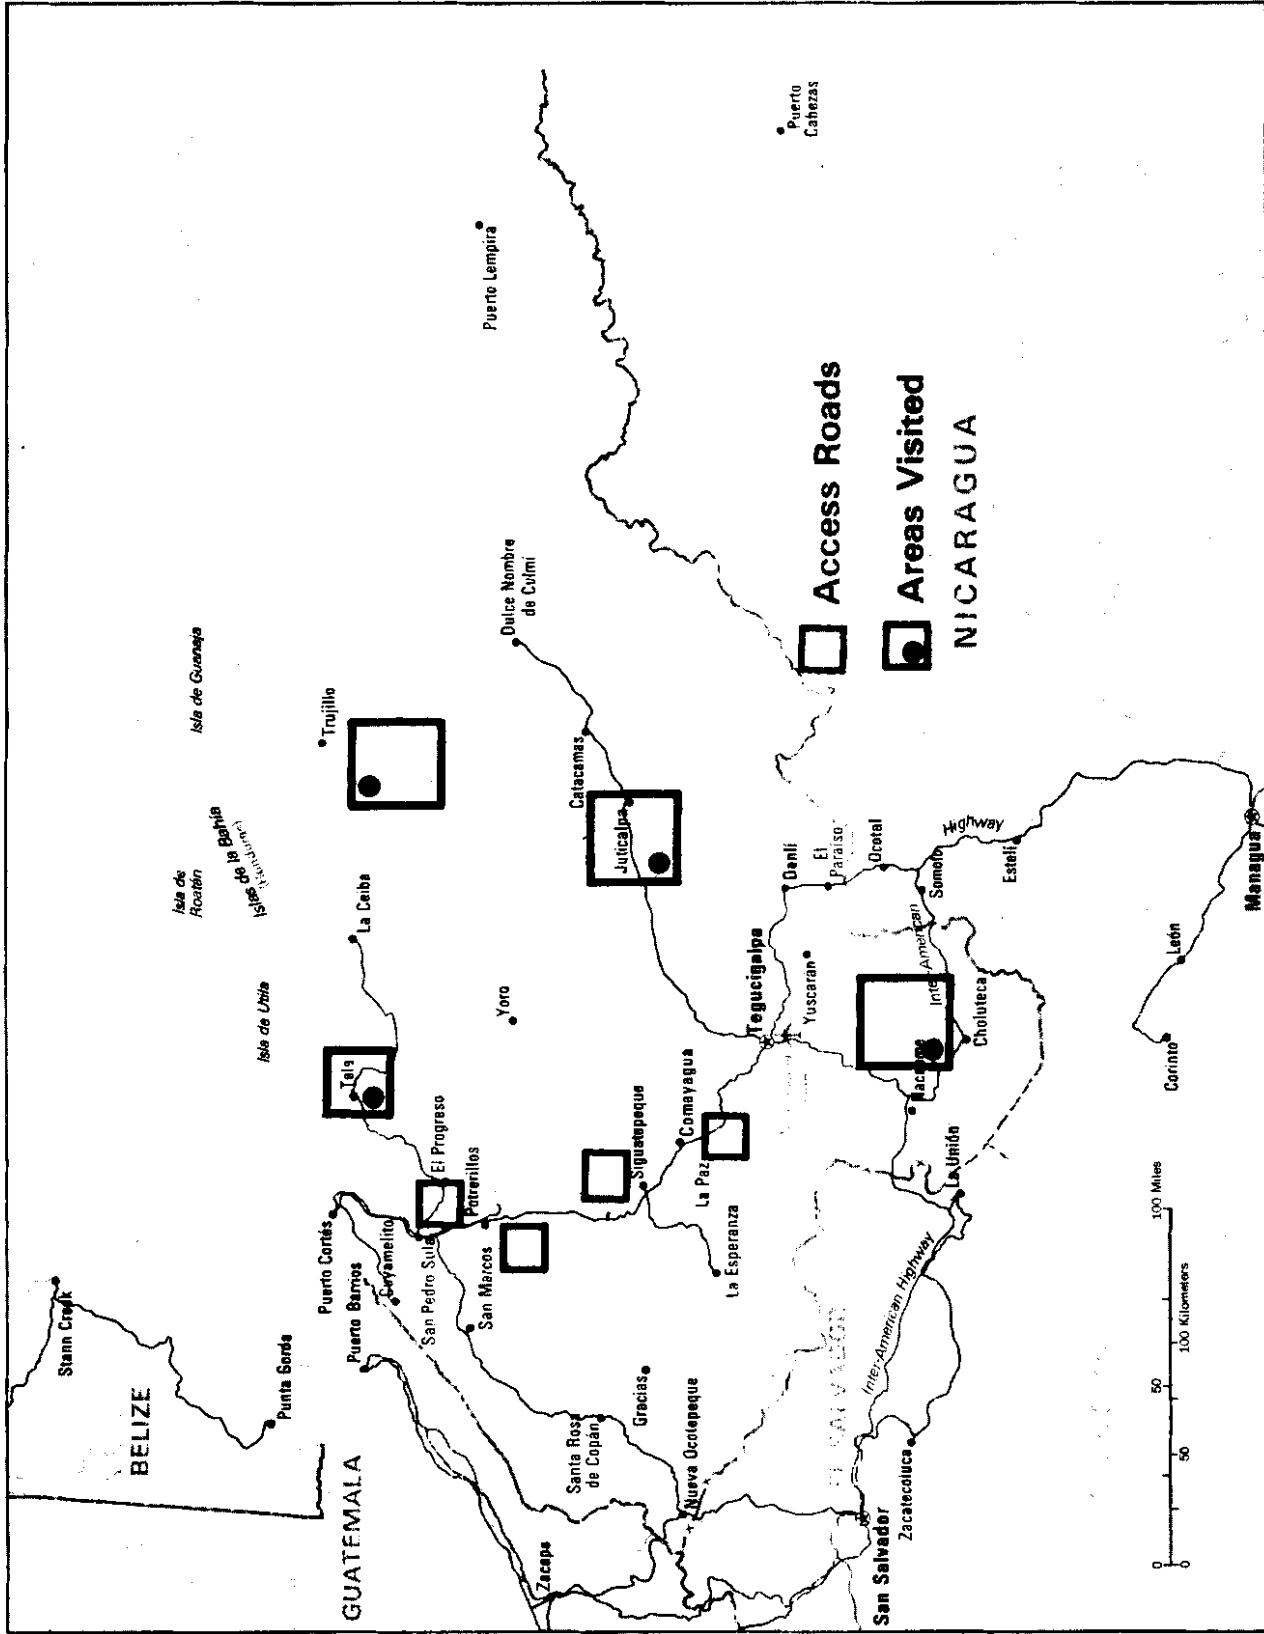 BELIZE
Stann Creek
Punta Gorda
GUATEMALA
Isla de Guanaja
Isla de
Roatán
Islas de la Bahía
Isla de Utila
Trujillo
La Ceiba
Tela
Puerto Cortés
Puerto Barrios
Cuyamelito
San Pedro Sula
El Progreso
Potrerillos
San Marcos
Yoro
Puerto Lempira
Dulce Nombre
de Culmí
Catacamas
Juticalpa
Santa Rosa
de Copán
Gracias
Nueva Ocotepeque
Zacapa
Siguatepeque
Comayagua
La Paz
La Esperanza
Tegucigalpa
Yuscaran
Danlí
El
Paraíso
Ocotal
Somoto
Inter-American
Highway
Estelí
Choluteca
Nacaome
La Unión
EL SALVADOR
Inter-American Highway
San Salvador
Zacatecoluca
Puerto
Cabezas
Access Roads
Areas Visited
NICARAGUA
Managua
León
Corinto
0 50 100 Miles
0 50 100 Kilometers